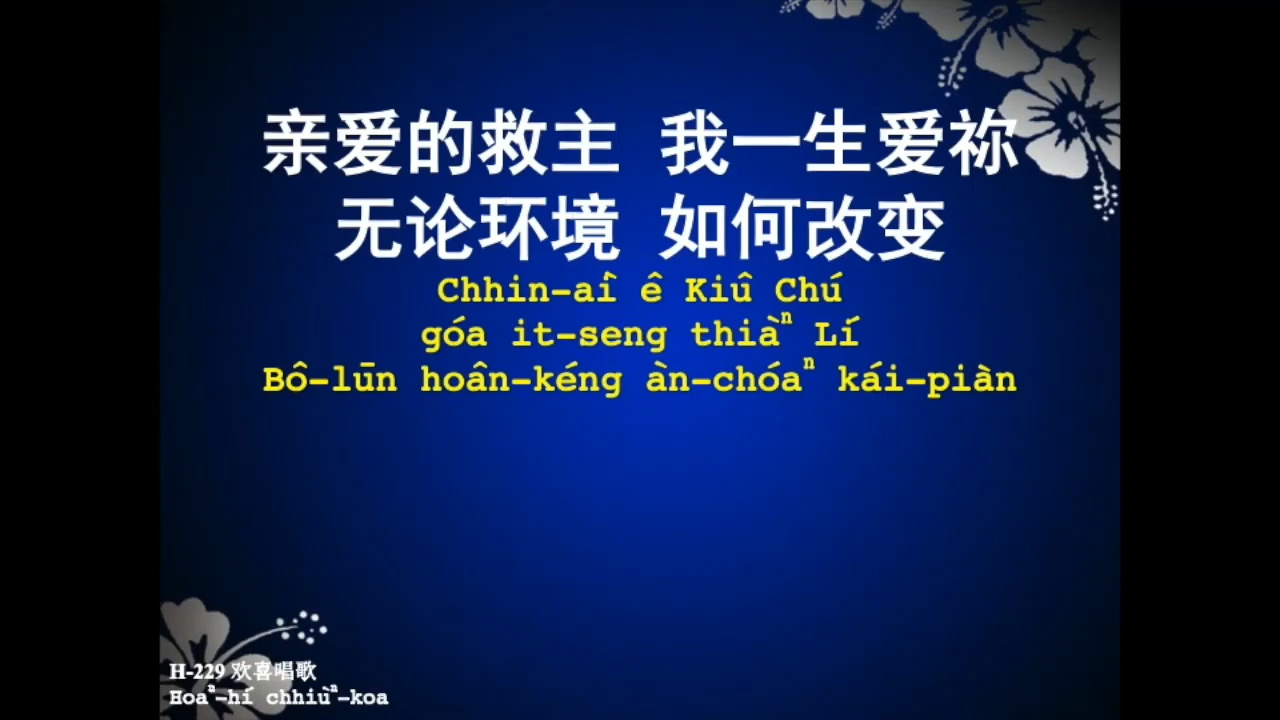 亲爱的救主 我一生爱祢
无论环境 如何改变
Chhin-aì ê Kiû Chú
góa it-seng thiàⁿ Lí
Bô-lūn hoân-kéng àn-chóaⁿ kái-piàn
H-229 欢喜唱歌
Hoaⁿ-hí chhiùⁿ-koa